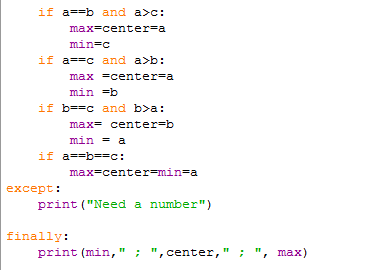 if a==b and a>c:
max=center=a
min=c
if a==c and a>b:
max =center=a
min =b
if b==c and b>a:
max= center=b
min = a
if a==b==c:
max=center=min=a
except:
print("Need a number")
finally:
print(min," ; ",center," ; ", max)